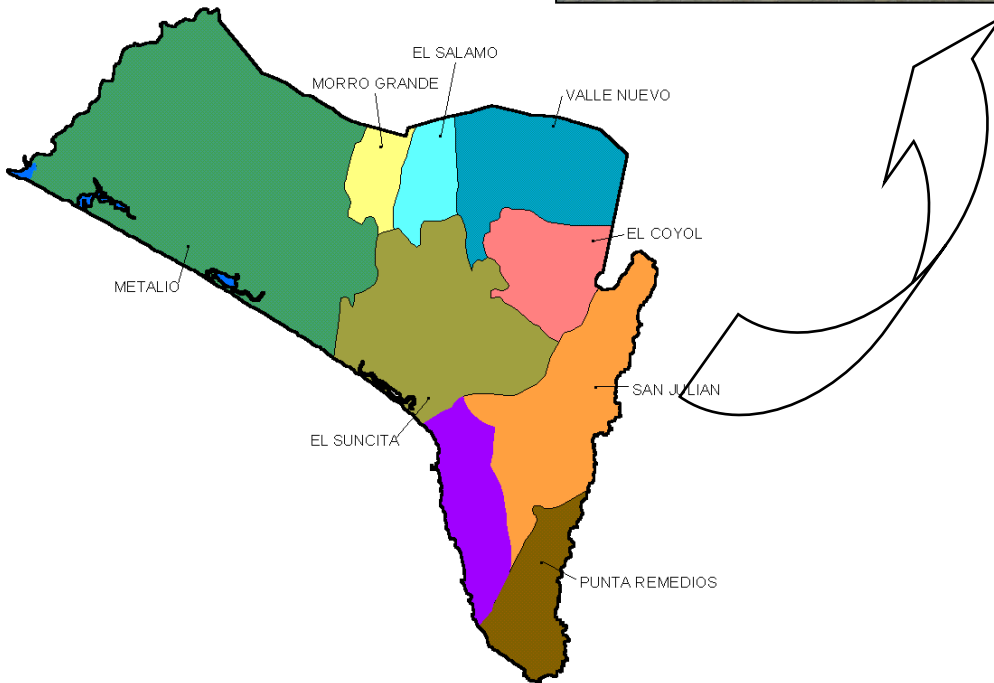 EL SALAMO
MORRO GRANDE
VALLE NUEVO
EL COYOL
METALIO
SAN JULIAN
EL SUNCITA
PUNTA REMEDIOS